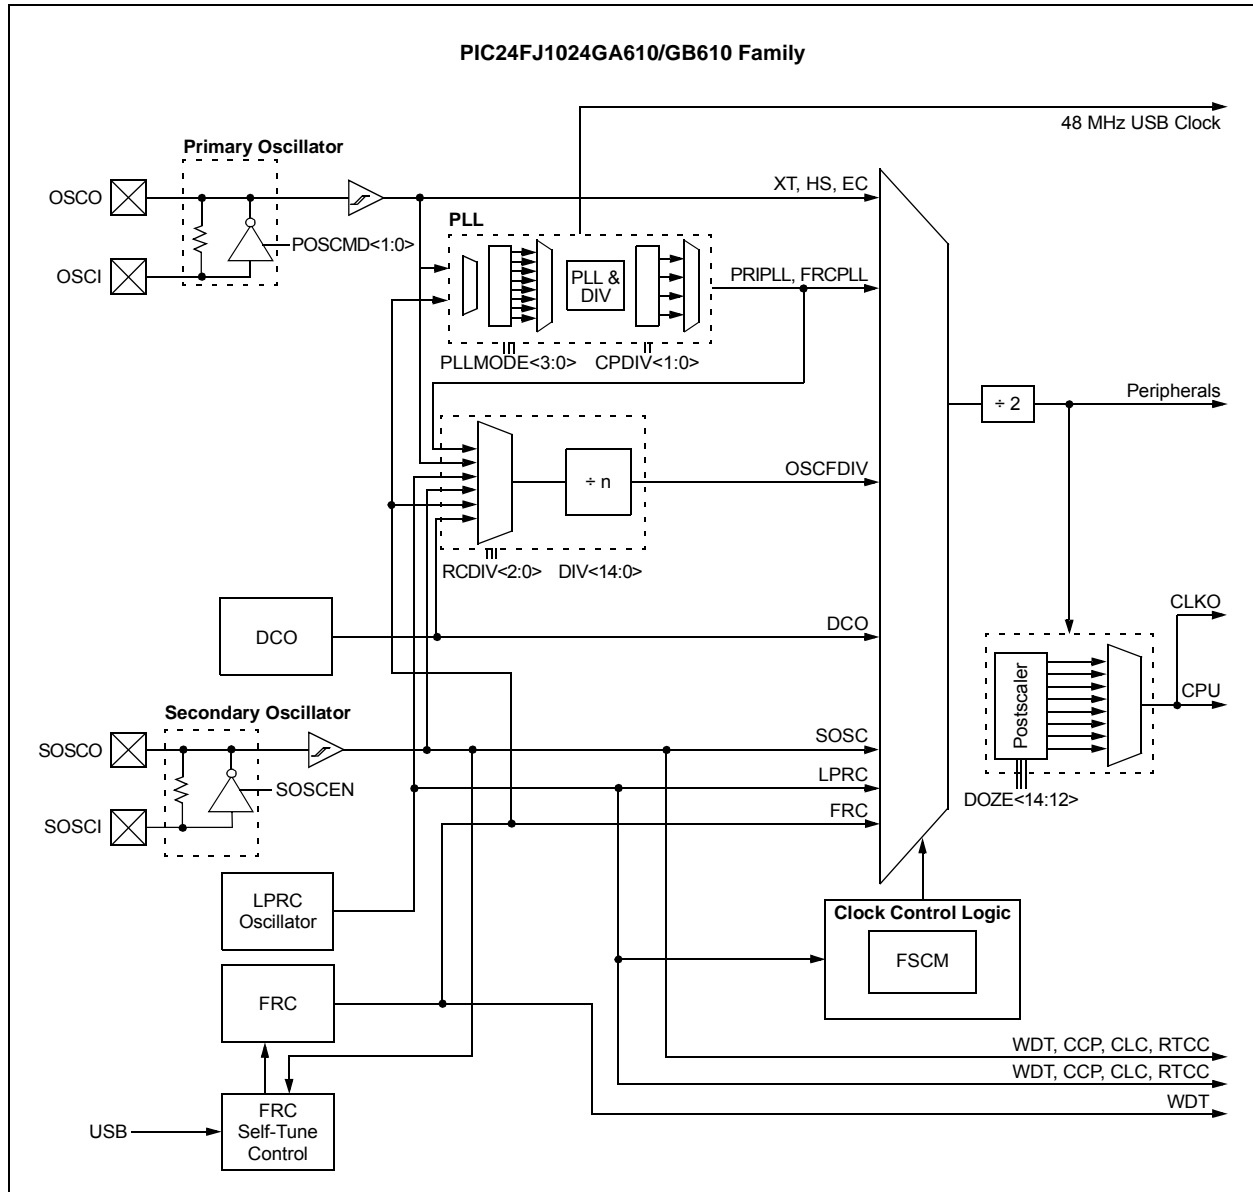 PIC24FJ1024GA610/GB610 Family
48 MHz USB Clock
Primary Oscillator
OSCO
XT, HS, EC
POSCMD<1:0>
OSCI
PLL
PLL &
DIV
PRIPLL, FRCPLL
PLLMODE<3:0>
CPDIV<1:0>
÷ 2
Peripherals
÷ n
OSCFDIV
RCDIV<2:0>
DIV<14:0>
DCO
DCO
CLKO
CPU
Postscaler
DOZE<14:12>
Secondary Oscillator
SOSCO
SOSC
SOSCEN
LPRC
SOSCI
FRC
LPRC
Oscillator
Clock Control Logic
FSCM
FRC
WDT, CCP, CLC, RTCC
WDT, CCP, CLC, RTCC
WDT
USB
FRC
Self-Tune
Control